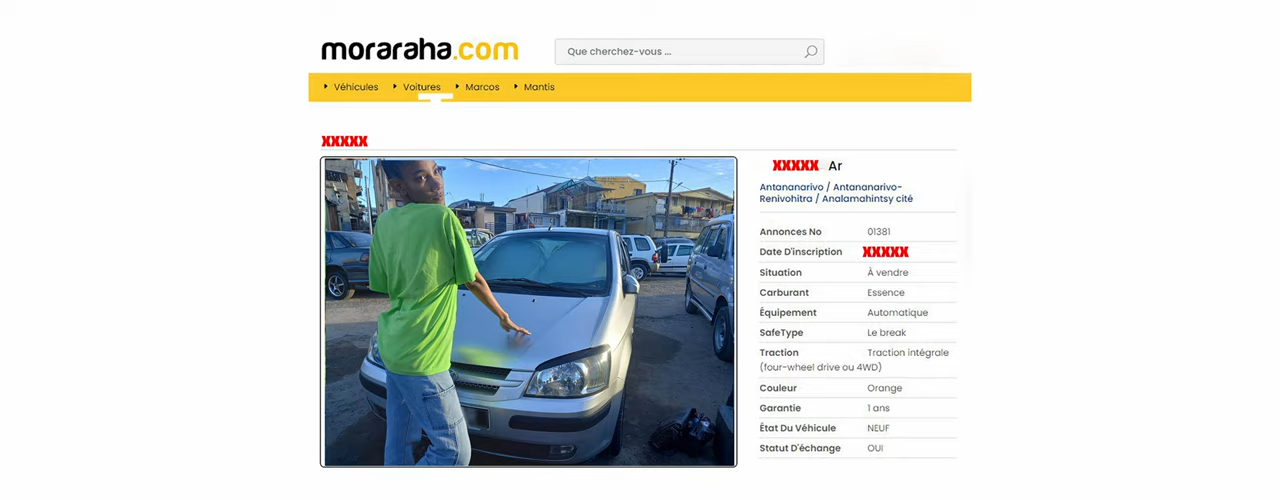 moraraha.com
Que cherchez-vous ...
Véhicules Voitures Marcos Mantis
XXXXX
XXXXX Ar
Antananarivo / Antananarivo-
Renivohitra / Analamahintsy cité
Annonces No 01381
Date D'inscription XXXXX
Situation À vendre
Carburant Essence
Équipement Automatique
SafeType Le break
Traction Traction intégrale
(four-wheel drive ou 4WD)
Couleur Orange
Garantie 1 ans
État Du Véhicule NEUF
Statut D'échange OUI